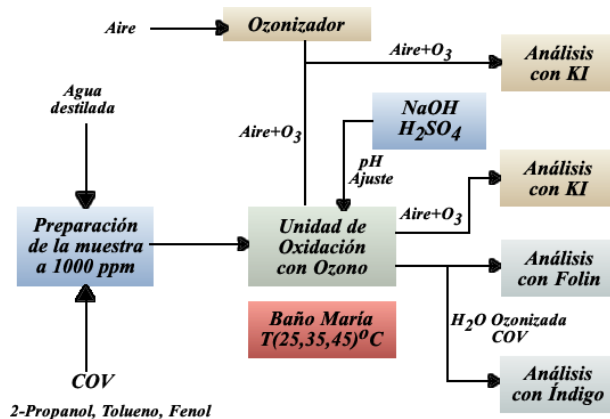 Aire
Ozonizador
Aire+O3
Análisis
con KI
Agua
destilada
Aire+O3
NaOH
H2SO4
pH
Ajuste
Preparación
de la muestra
a 1000 ppm
Unidad de
Oxidación
con Ozono
Aire+O3
Análisis
con KI
Análisis
con Folin
Baño María
T(25,35,45)ºC
H2O Ozonizada
COV
Análisis
con Índigo
COV
2-Propanol, Tolueno, Fenol